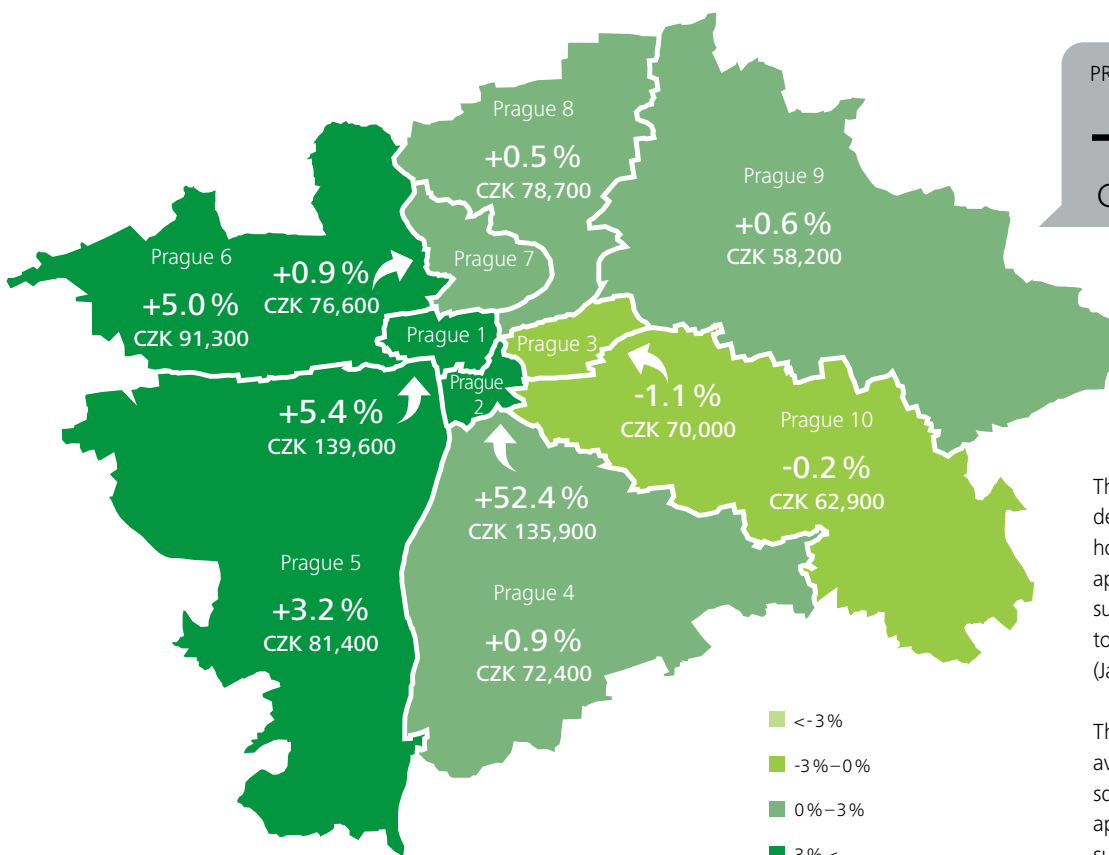 Prague 8
+0.5 %
CZK 78,700
Prague 9
+0.6 %
CZK 58,200
Prague 7
Prague 6
+5.0 %
CZK 91,300
+0.9 %
CZK 76,600
Prague 1
Prague 3
Prague
2
+5.4 %
CZK 139,600
-1.1 %
CZK 70,000
Prague 10
-0.2 %
CZK 62,900
+52.4 %
CZK 135,900
Prague 5
+3.2 %
CZK 81,400
Prague 4
+0.9 %
CZK 72,400
<-3%
-3%–0%
0%–3%
3% <
PR
(Ja